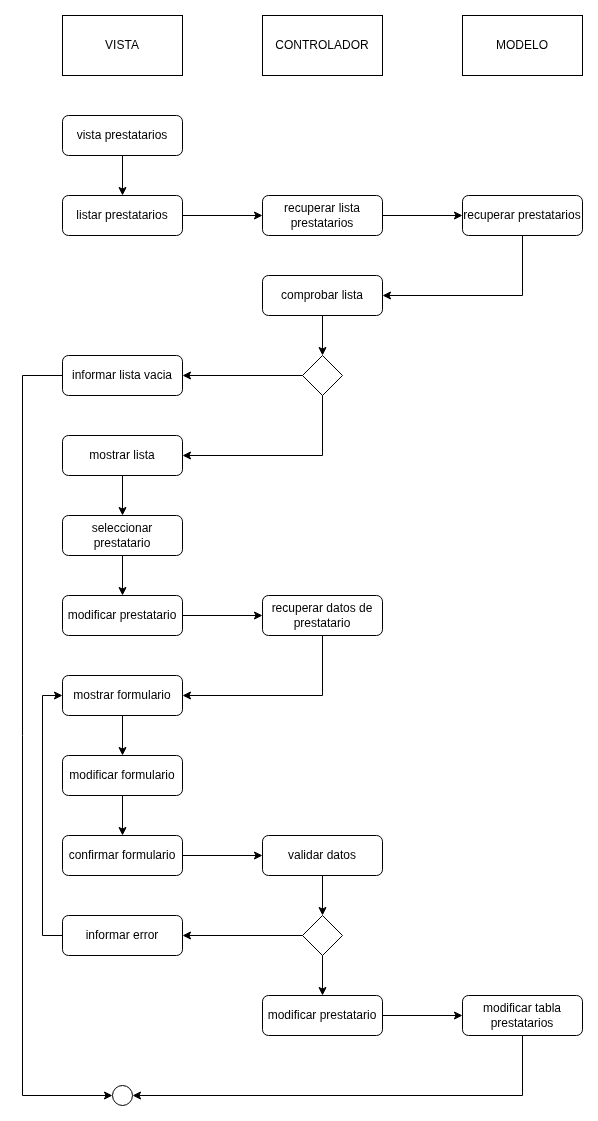 VISTA
CONTROLADOR
MODELO
vista prestatarios
listar prestatarios
recuperar lista
prestatarios
recuperar prestatarios
comprobar lista
informar lista vacia
mostrar lista
seleccionar
prestatario
modificar prestatario
recuperar datos de
prestatario
mostrar formulario
modificar formulario
confirmar formulario
validar datos
informar error
modificar prestatario
modificar tabla
prestatarios